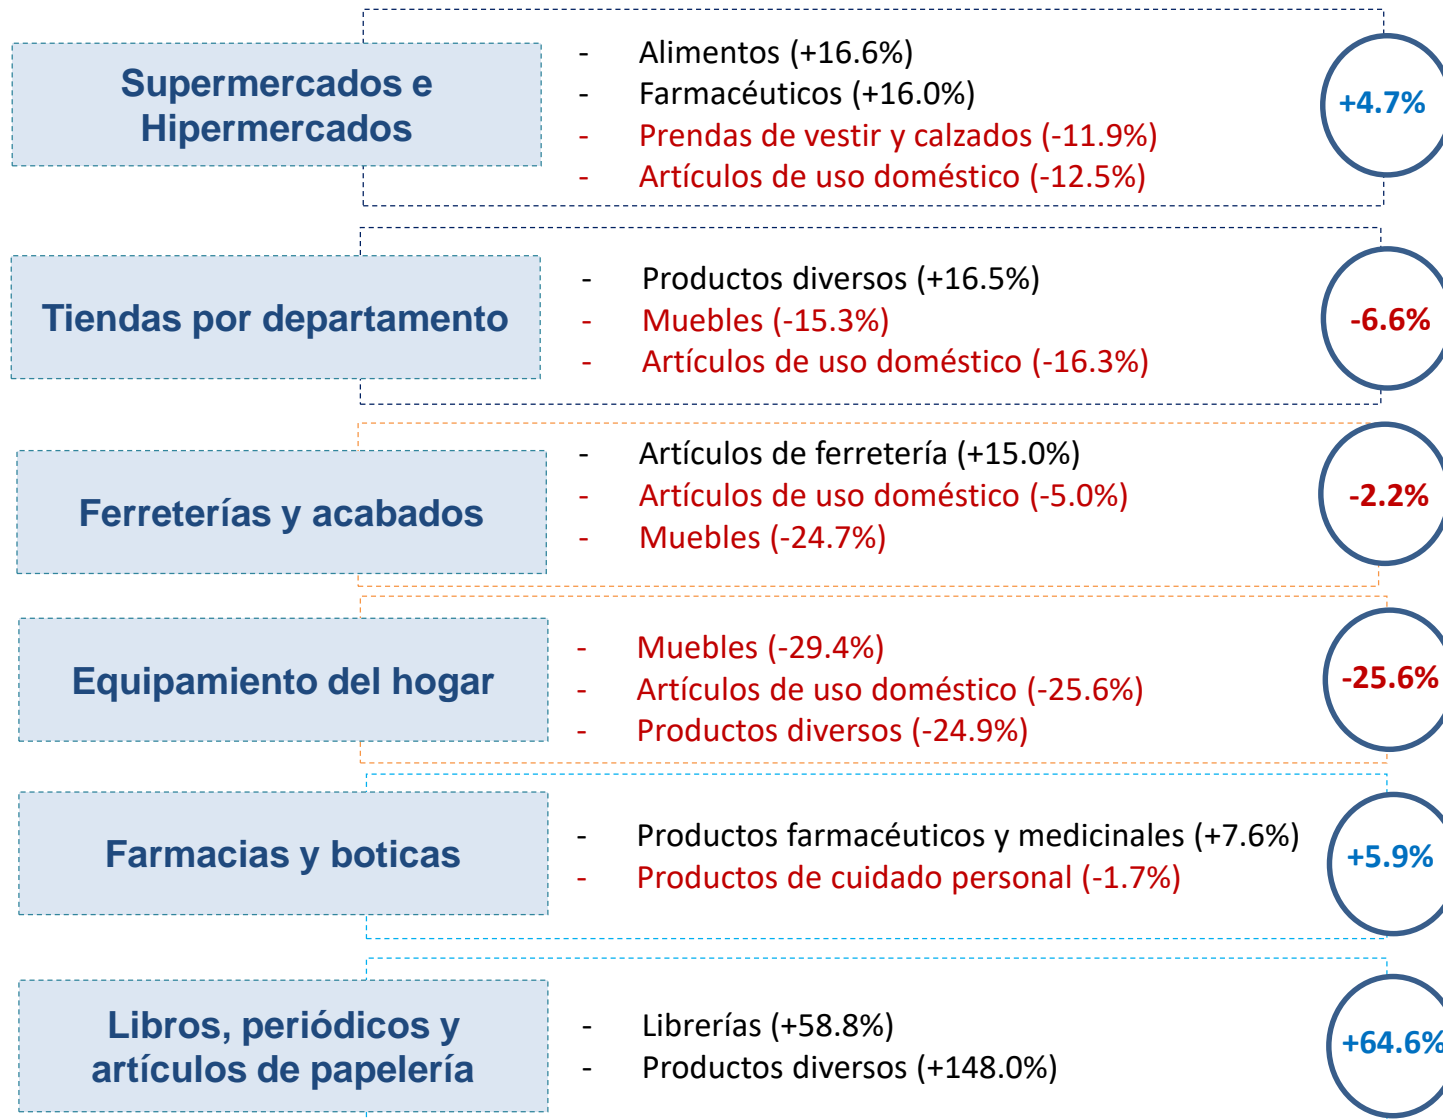 Supermercados e
Hipermercados
- Alimentos (+16.6%)
- Farmacéuticos (+16.0%)
- Prendas de vestir y calzados (-11.9%)
- Artículos de uso doméstico (-12.5%)
+4.7%
Tiendas por departamento
- Productos diversos (+16.5%)
- Muebles (-15.3%)
- Artículos de uso doméstico (-16.3%)
-6.6%
Ferreterías y acabados
- Artículos de ferretería (+15.0%)
- Artículos de uso doméstico (-5.0%)
- Muebles (-24.7%)
-2.2%
Equipamiento del hogar
- Muebles (-29.4%)
- Artículos de uso doméstico (-25.6%)
- Productos diversos (-24.9%)
-25.6%
Farmacias y boticas
- Productos farmacéuticos y medicinales (+7.6%)
- Productos de cuidado personal (-1.7%)
+5.9%
Libros, periódicos y
artículos de papelería
- Librerías (+58.8%)
- Productos diversos (+148.0%)
+64.6%